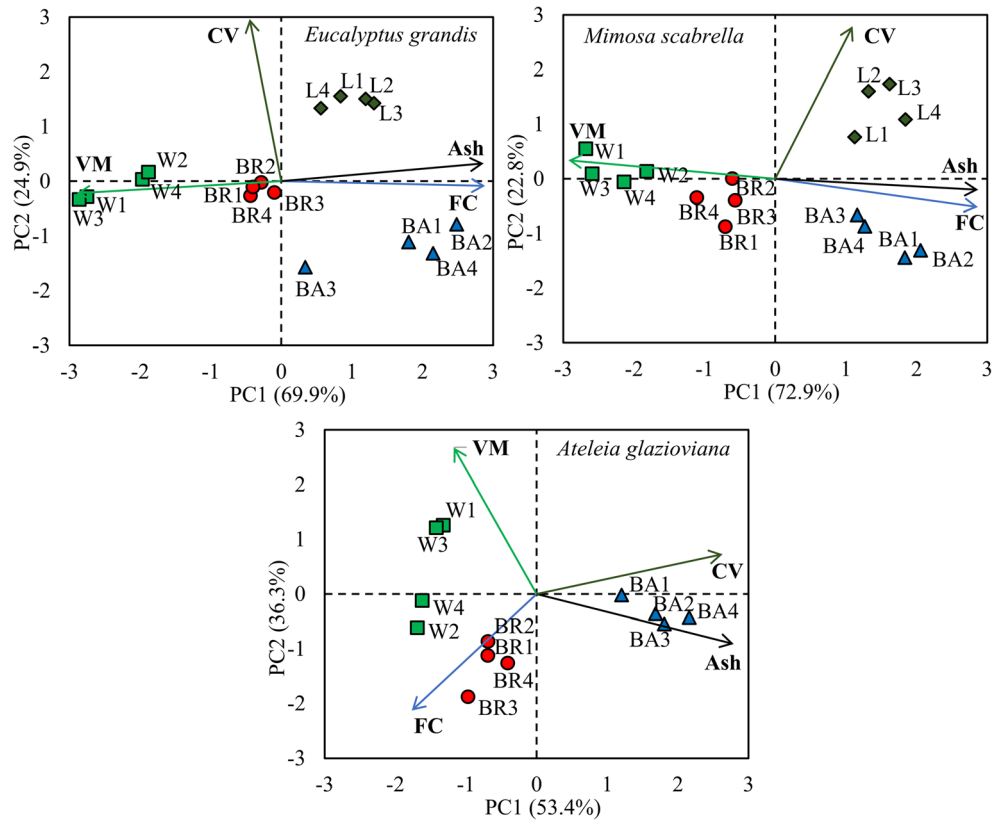 Eucalyptus grandis
CV
L4
L1
L2
L3
Ash
VM
W2
W4
W1
W3
BR2
BR1
BR4
BR3
FC
BA1
BA2
BA4
BA3
3
2
1
0
-1
-2
-3
-3
-2
-1
0
1
2
3
PC2 (24.9%)
PC1 (69.9%)
Mimosa scabrella
CV
L2
L3
L4
L1
VM
W1
W3
W4
W2
BR2
BR4
BR3
BR1
Ash
FC
BA3
BA4
BA1
BA2
3
2
1
0
-1
-2
-3
-3
-2
-1
0
1
2
3
PC2 (22.8%)
PC1 (72.9%)
Ateleia glazioviana
VM
W1
W3
W4
W2
BR2
BR1
BR4
BR3
FC
CV
BA1
BA2
BA4
BA3
Ash
3
2
1
0
-1
-2
-3
-3
-2
-1
0
1
2
3
PC2 (36.3%)
PC1 (53.4%)